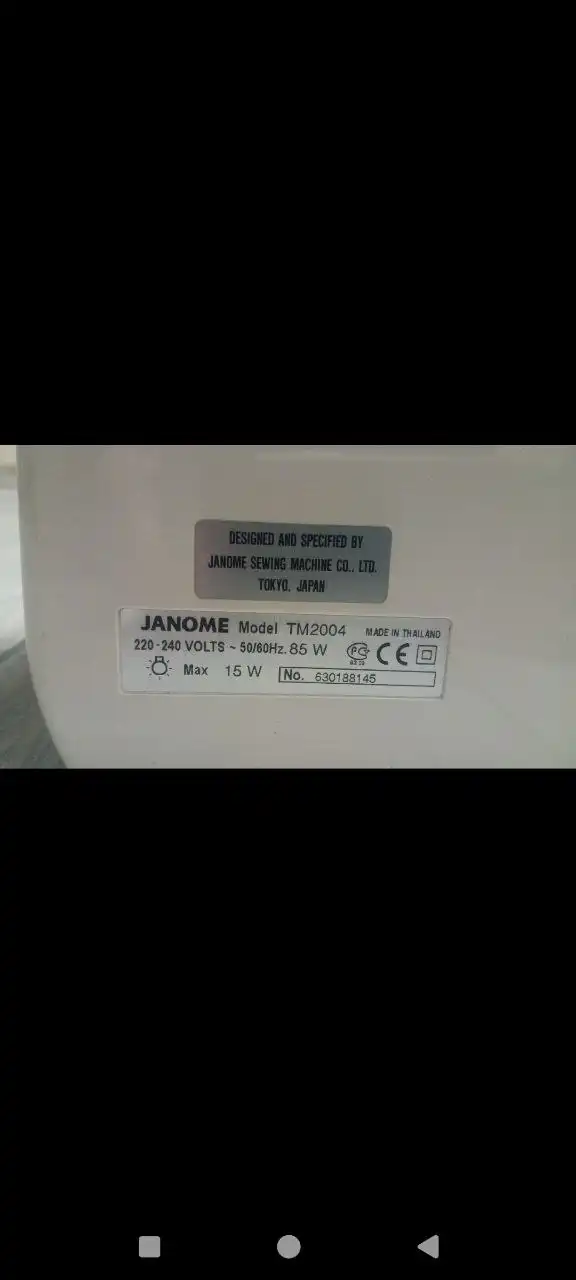 DESIGNED AND SPECIFIED BY
JANOME SEWING MACHINE CO., LTD.
TOKYO, JAPAN
JANOME Model TM2004 MADE IN THAILAND
220-240 VOLTS ~ 50/60Hz. 85 W CE
Max 15 W No. 630188145